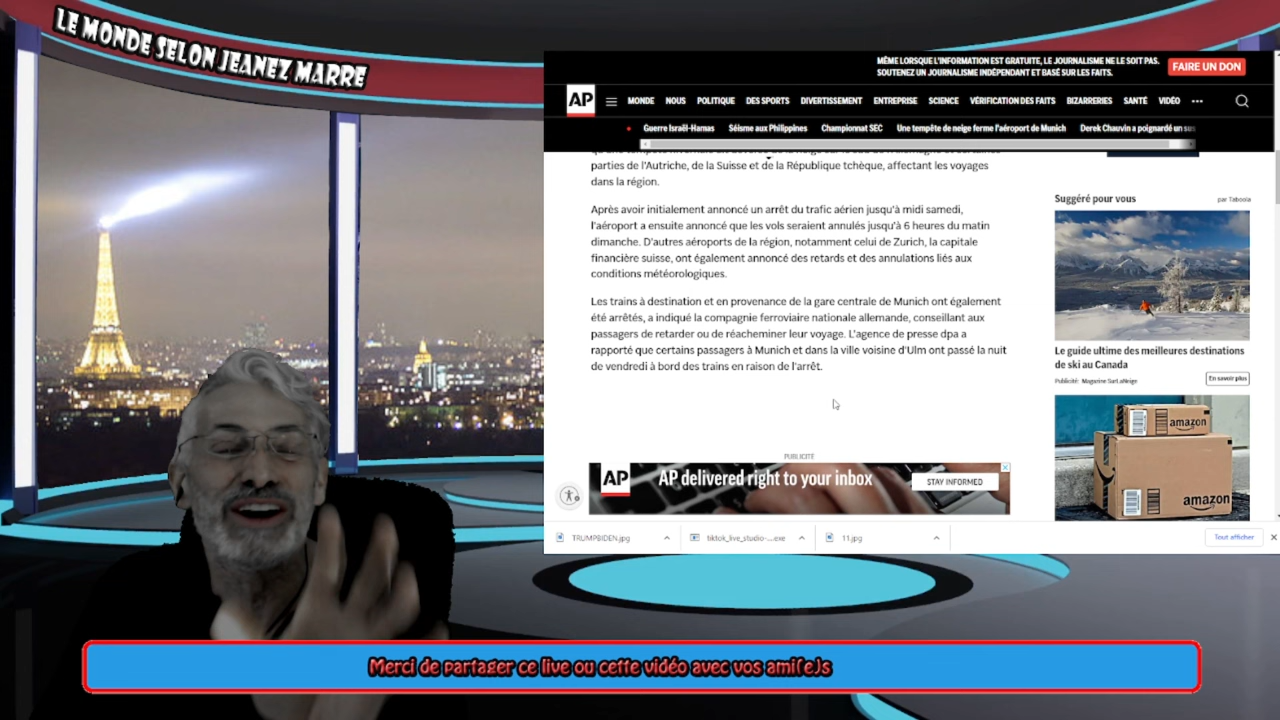 LE MONDE SELON JEANEZ MARRE
MÊME LORSQUE L'INFORMATION EST GRATUITE, LE JOURNALISME NE LE SOIT PAS.
SOUTENEZ UN JOURNALISME INDÉPENDANT ET BASÉ SUR LES FAITS.
FAIRE UN DON
AP
MONDE NOUS POLITIQUE DES SPORTS DIVERTISSEMENT ENTREPRISE SCIENCE VÉRIFICATION DES FAITS BIZARRERIES SANTÉ VIDÉO
Guerre Israël-Hamas Séisme aux Philippines Championnat SEC Une tempête de neige ferme l'aéroport de Munich Derek Chauvin a poignardé un
parties de l'Autriche, de la Suisse et de la République tchèque, affectant les voyages
dans la région.
Après avoir initialement annoncé un arrêt du trafic aérien jusqu'à midi samedi,
l'aéroport a ensuite annoncé que les vols seraient annulés jusqu'à 6 heures du matin
dimanche. D'autres aéroports de la région, notamment celui de Zurich, la capitale
financière suisse, ont également annoncé des retards et des annulations liés aux
conditions météorologiques.
Les trains à destination et en provenance de la gare centrale de Munich ont également
été arrêtés, a indiqué la compagnie ferroviaire nationale allemande, conseillant aux
passagers de retarder ou de réacheminer leur voyage. L'agence de presse dpa a
rapporté que certains passagers à Munich et dans la ville voisine d'Ulm ont passé la nuit
de vendredi à bord des trains en raison de l'arrêt.
Suggéré pour vous
par Taboola
Le guide ultime des meilleures destinations
de ski au Canada
Publicité: Magazine SurLaNeige
En savoir plus
amazon
amazon
PUBLICITÉ
AP
AP delivered right to your inbox
STAY INFORMED
TRUMPBIDEN.jpg
tiktok_live_studio-....exe
11.jpg
Tout afficher
Merci de partager ce live ou cette vidéo avec vos ami(e)s